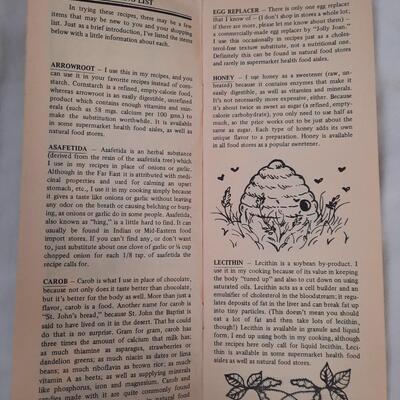 LIST
In trying these recipes, there may be a few
items that may be new to you and your shopping
list. Just as a brief introduction, I've listed the items
below with a little information about each.
ARROWROOT - I use this in my recipes, and you
can use it in your favorite recipes instead of corn-
starch. Cornstarch is a refined, empty-calorie food,
whereas arrowroot is an easily digestible, unrefined
product which contains enough vitamins and min-
erals (such as 58 mgs. calcium per 100 gms.) to
make the substitution worthwhile. It is available
in some supermarket health food aisles, as well as
natural food stores.
ASAFETIDA - Asafetida is an herbal substance
(derived from the resin of the asafetida tree) which
I use in my recipes in place of onions or garlic.
Although in the Far East it is attributed with medi-
cinal properties and used for calming an upset
stomach, etc., I use it in my cooking simply because
it gives a taste like onions or garlic without leaving
any odor on the breath or causing belching or burp-
ing, as onions or garlic do in some people. Asafetida,
also known as "hing," is a little hard to find. It can
usually be found in Indian or Mid-Eastern food
import stores. If you can't find any, or don't want
to, just substitute about one clove of garlic or ¼ cup
chopped onion for each 1/8 tsp. of asafetida the
recipe calls for.
CAROB - Carob is what I use in place of chocolate,
because not only does it taste better than chocolate,
but it's better for the body as well. More than just a
flavor, carob is a food. Another name for carob is
"St. John's bread," because St. John the Baptist is
said to have lived on it in the desert. That he could
do so is no surprise. Gram for gram, carob has
three times the amount of calcium that milk has;
as much thiamine as asparagus, strawberries or
dandelion greens; as much niacin as dates or lima
beans; as much riboflavin as brown rice; as much
vitamin A as beets; as well as supplying minerals
like phosphorus, iron and magnesium. Carob and
candies made with it are quite commonly found
natural food
EGG REPLACER - There is only one egg replacer
that I know of - (I don't shop in stores a whole lot;
if there are more, please let me know about them.) -
a commercially-made egg replacer by "Jolly Joan."
I use this occasionally in recipes just as a choles-
terol-free texture substitute, not a nutritional one.
Definitely this can be found in natural food stores
and rarely in supermarket health food aisles.
HONEY - I use honey as a sweetener (raw, un-
heated) because it contains enzymes that make it
easily digestible, as well as vitamins and minerals.
It's not necessarily more expensive, either. Because
it's about twice as sweet as sugar (a refined, empty-
calorie carbohydrate), you only need to use half as
much, so the price works out to be just about the
same as sugar. Each type of honey adds its own
unique flavor to a preparation. Honey is available
in all food stores as a popular sweetener.
LECITHIN - Lecithin is a soybean by-product. I
use it in my cooking because of its value in keeping
the body "tuned up" and also to cut down on using
saturated oils. Lecithin acts as a cell builder and an
emulsifier of cholesterol in the bloodstream; it reg-
ulates deposits of fat in the liver and can break fat up
into tiny particles. (This doesn't mean you should
eat a lot of fat and then take lots of lecithin,
though!) Lecithin is available in granule and liquid
form. I end up using both in my cooking, although
the recipes here only call for liquid lecithin. Leci-
thin is available in some supermarket health food
aisles as well as natural food stores.